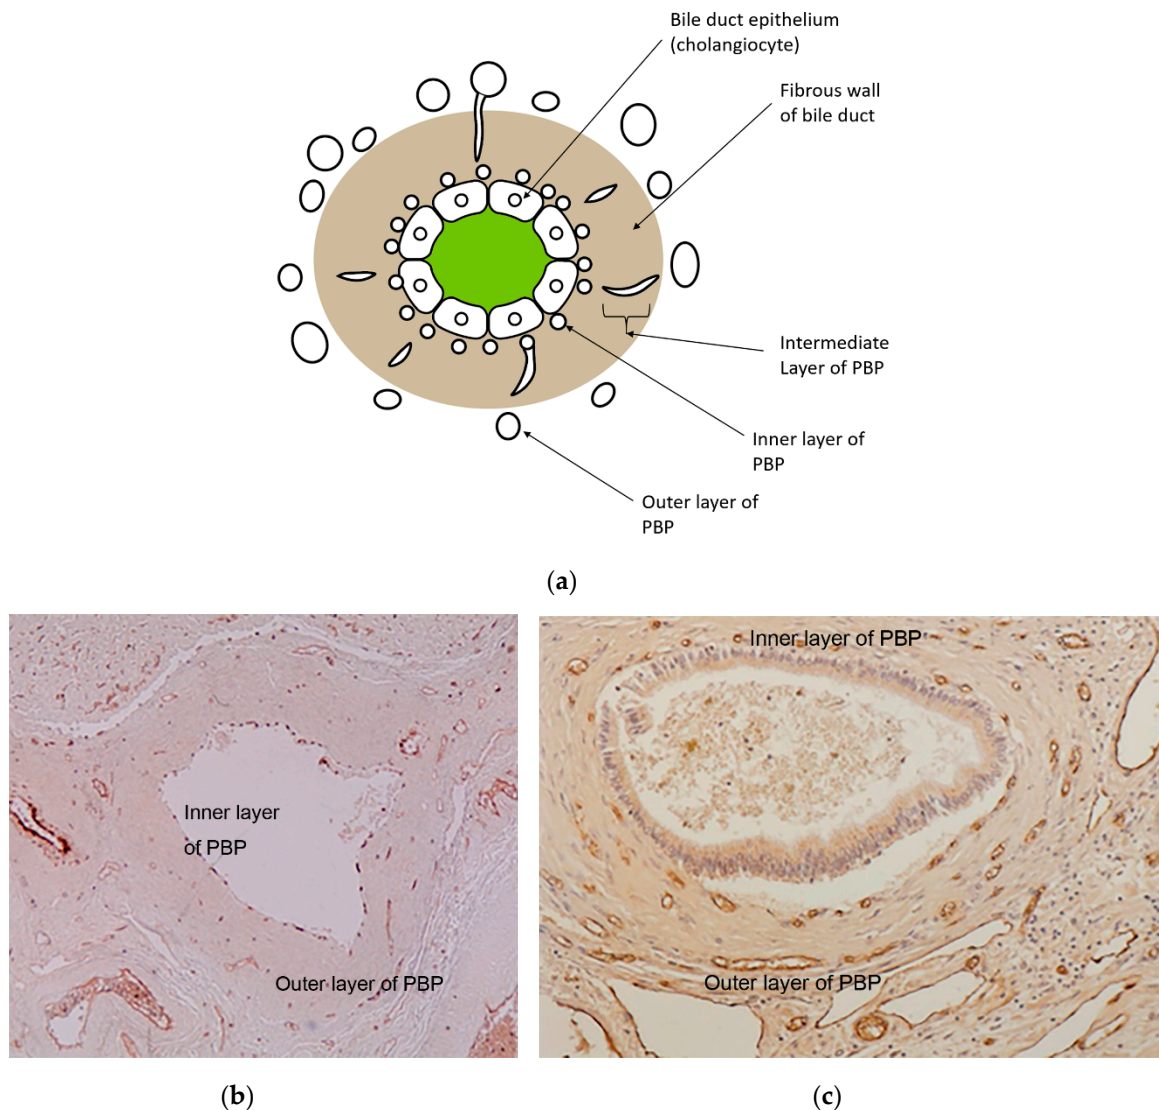 Bile duct epithelium
(cholangiocyte)
Fibrous wall
of bile duct
Intermediate
Layer of PBP
Inner layer of
PBP
Outer layer of
PBP
(a)
Inner layer
of PBP
Outer layer of PBP
(b)
Inner layer of PBP
Outer layer of PBP
(c)